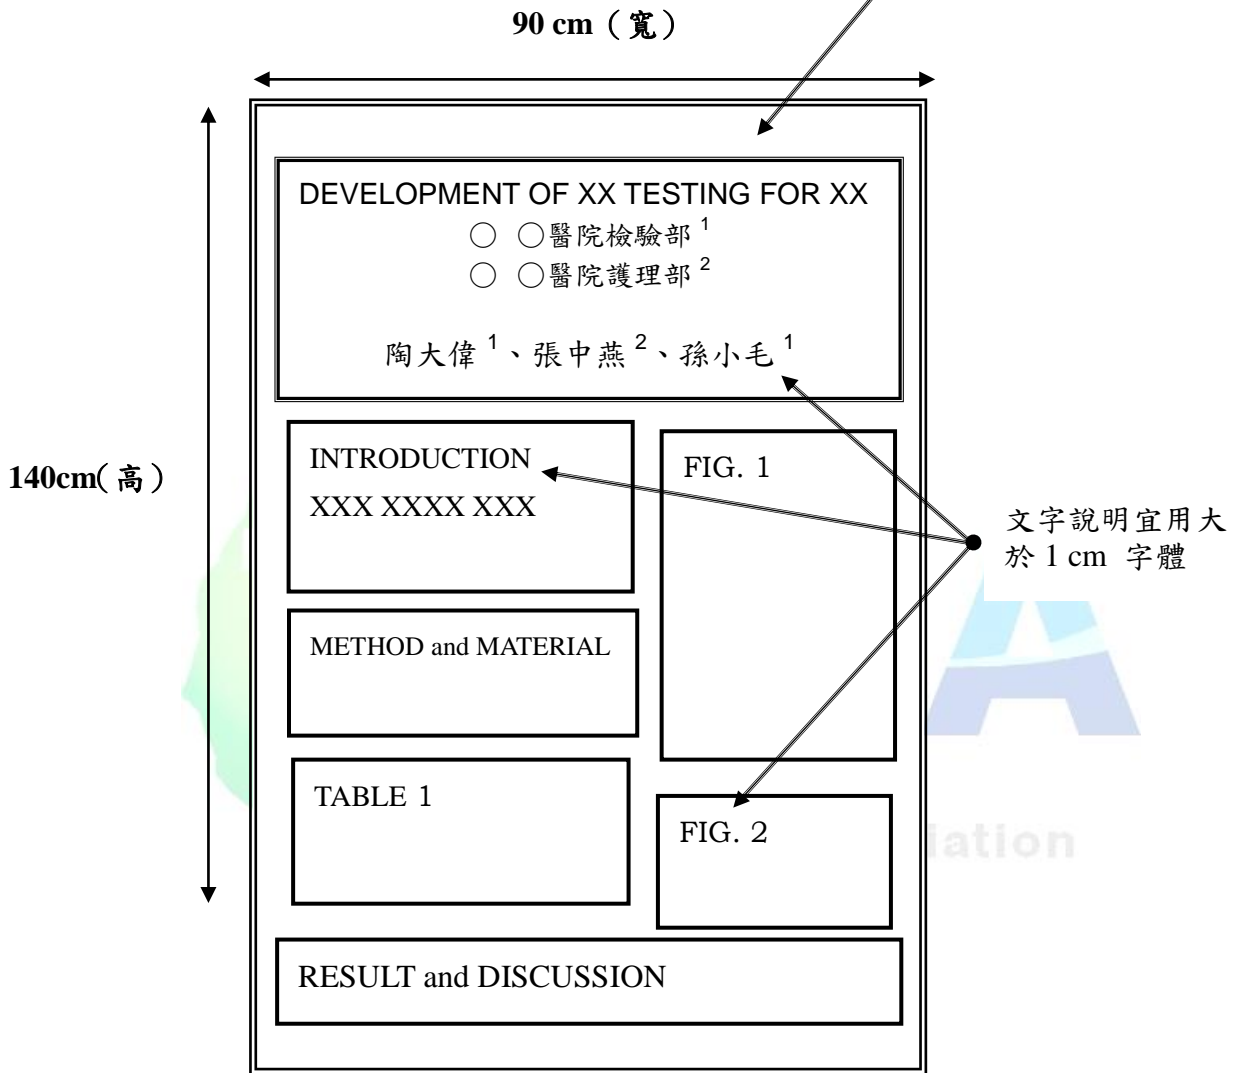 90 cm（寬）
DEVELOPMENT OF XX TESTING FOR XX
○ ○醫院檢驗部 1
○ ○醫院護理部 2
陶大偉 1、張中燕 2、孫小毛 1
140cm(高）
INTRODUCTION
XXX XXXX XXX
FIG. 1
文字說明宜用大
於 1 cm 字體
METHOD and MATERIAL
TABLE 1
FIG. 2
iation
RESULT and DISCUSSION